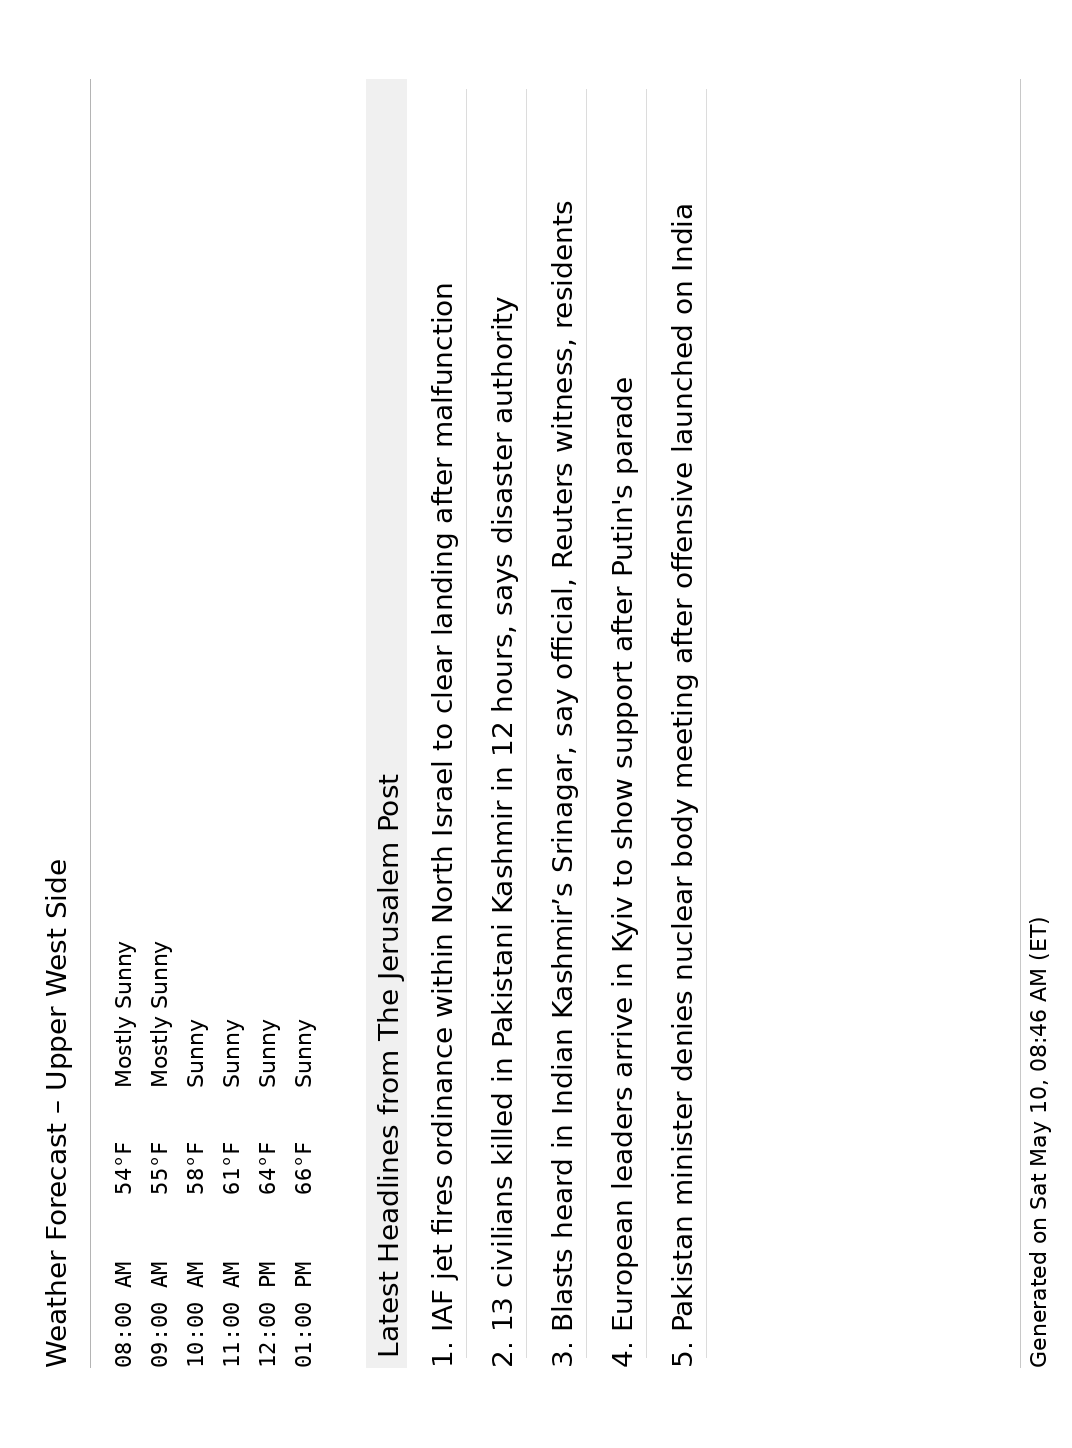 Weather Forecast – Upper West Side
08:00 AM 54°F Mostly Sunny
09:00 AM 55°F Mostly Sunny
10:00 AM 58°F Sunny
11:00 AM 61°F Sunny
12:00 PM 64°F Sunny
01:00 PM 66°F Sunny
Latest Headlines from The Jerusalem Post
1. IAF jet fires ordinance within North Israel to clear landing after malfunction
2. 13 civilians killed in Pakistani Kashmir in 12 hours, says disaster authority
3. Blasts heard in Indian Kashmir’s Srinagar, say official, Reuters witness, residents
4. European leaders arrive in Kyiv to show support after Putin's parade
5. Pakistan minister denies nuclear body meeting after offensive launched on India
Generated on Sat May 10, 08:46 AM (ET)